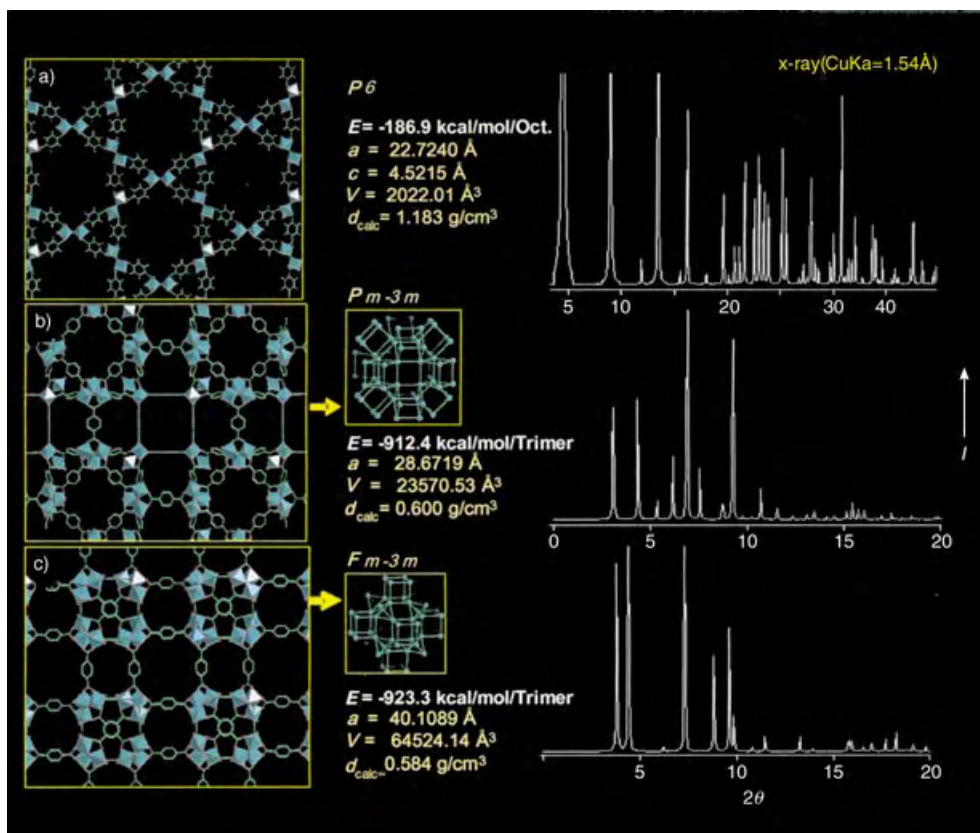 x-ray(CuKa=1.54Å)
a)
P 6
E= -186.9 kcal/mol/Oct.
a = 22.7240 Å
c = 4.5215 Å
V = 2022.01 Å³
dcalc= 1.183 g/cm³
5 10 20 30 40
b)
P m -3 m
E= -912.4 kcal/mol/Trimer
a = 28.6719 Å
V = 23570.53 Å³
dcalc= 0.600 g/cm³
I
0 5 10 15 20
c)
F m -3 m
E= -923.3 kcal/mol/Trimer
a = 40.1089 Å
V = 64524.14 Å³
dcalc= 0.584 g/cm³
5 10 15 20
2θ